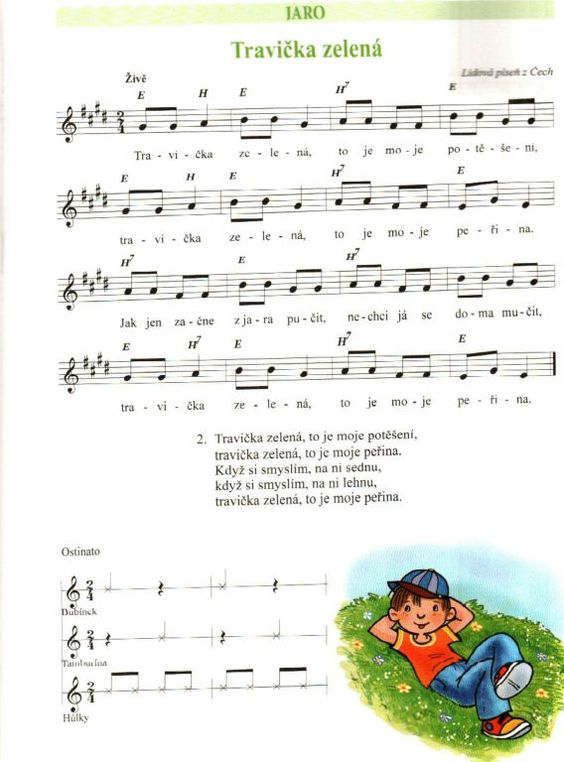 JARO
Travička zelená
Živě
Lidová píseň z Čech
E H E H7 E
2/4
Tra - vi - čka ze - le - ná, to je mo - je po - tě - še - ní,
E H E H7 E
tra - vi - čka ze - le - ná, to je mo - je pe - ři - na.
H7 E H7
Jak jen za - čne z ja - ra pu - čit, ne - chci já se do - ma mu - čit,
E H7 E H7 E
tra - vi - čka ze - le - ná, to je mo - je pe - ři - na.
2. Travička zelená, to je moje potěšení,
travička zelená, to je moje peřina.
Když si smyslím, na ni sednu,
když si smyslím, na ni lehnu,
travička zelená, to je moje peřina.
Ostinato
2/4
Bubínek
2/4
Tamburína
2/4
Hůlky